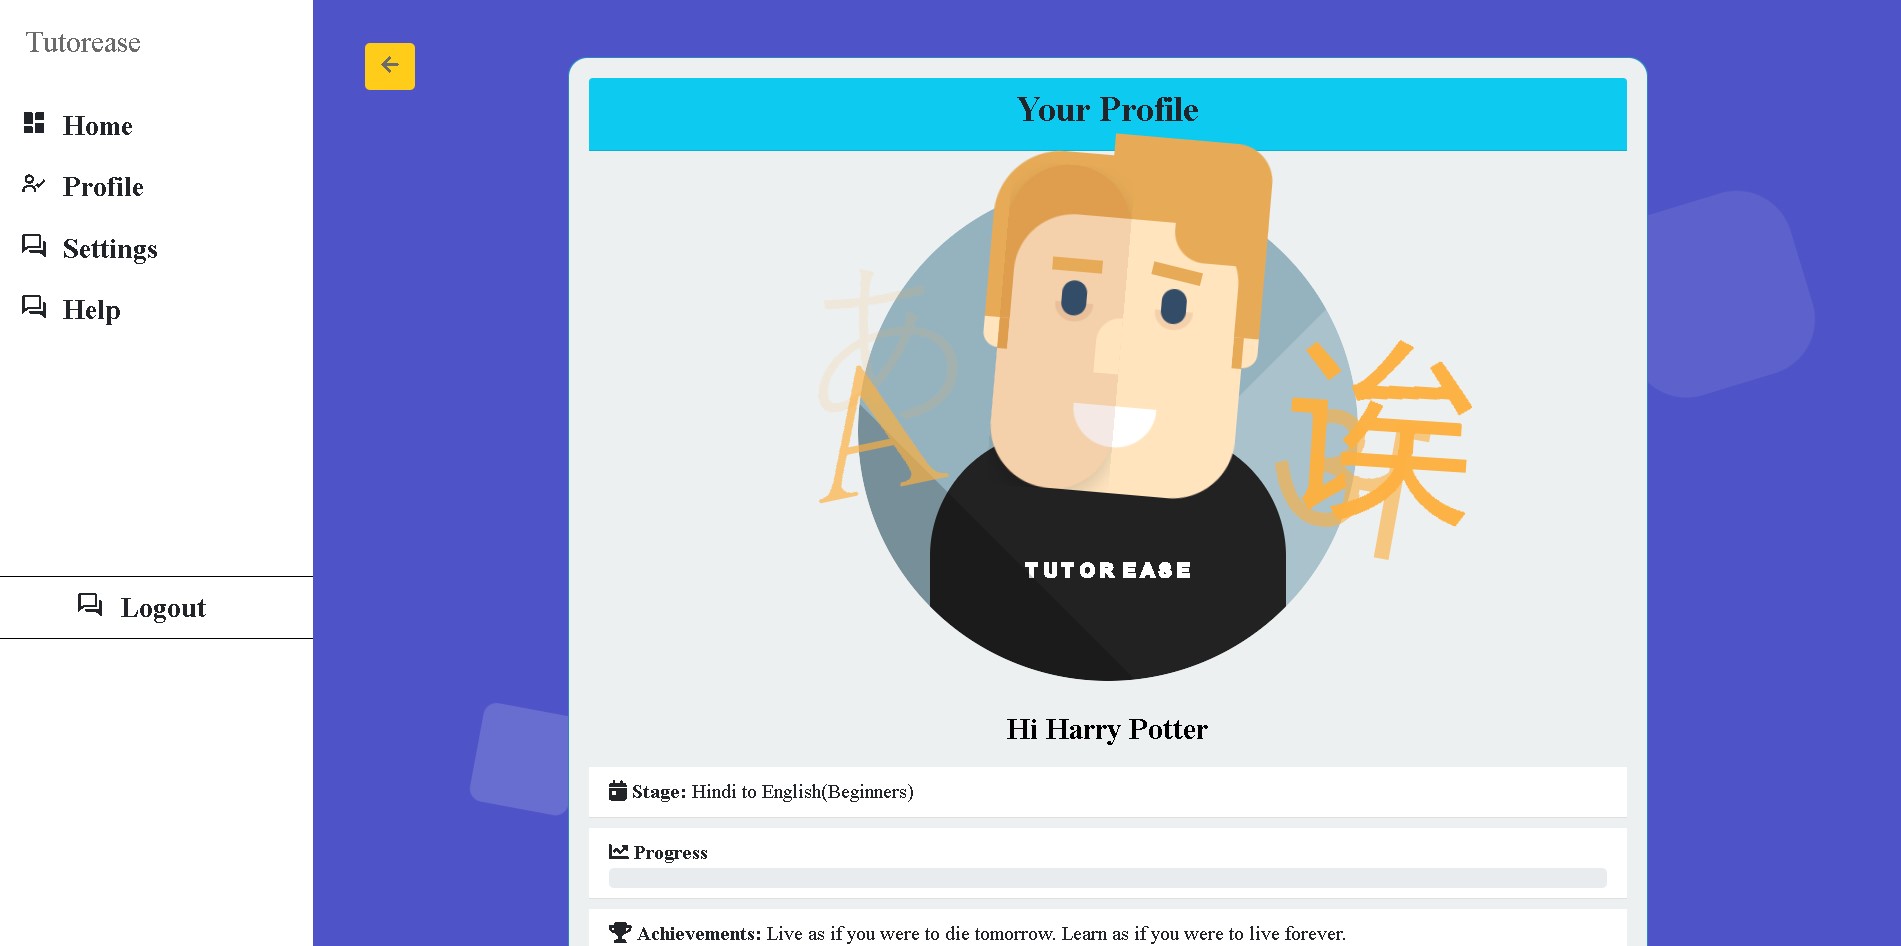 Tutorease
Home
Profile
Settings
Help
Logout
Your Profile
あ
A
诶
TUTOREASE
Hi Harry Potter
Stage: Hindi to English(Beginners)
Progress
Achievements: Live as if you were to die tomorrow. Learn as if you were to live forever.